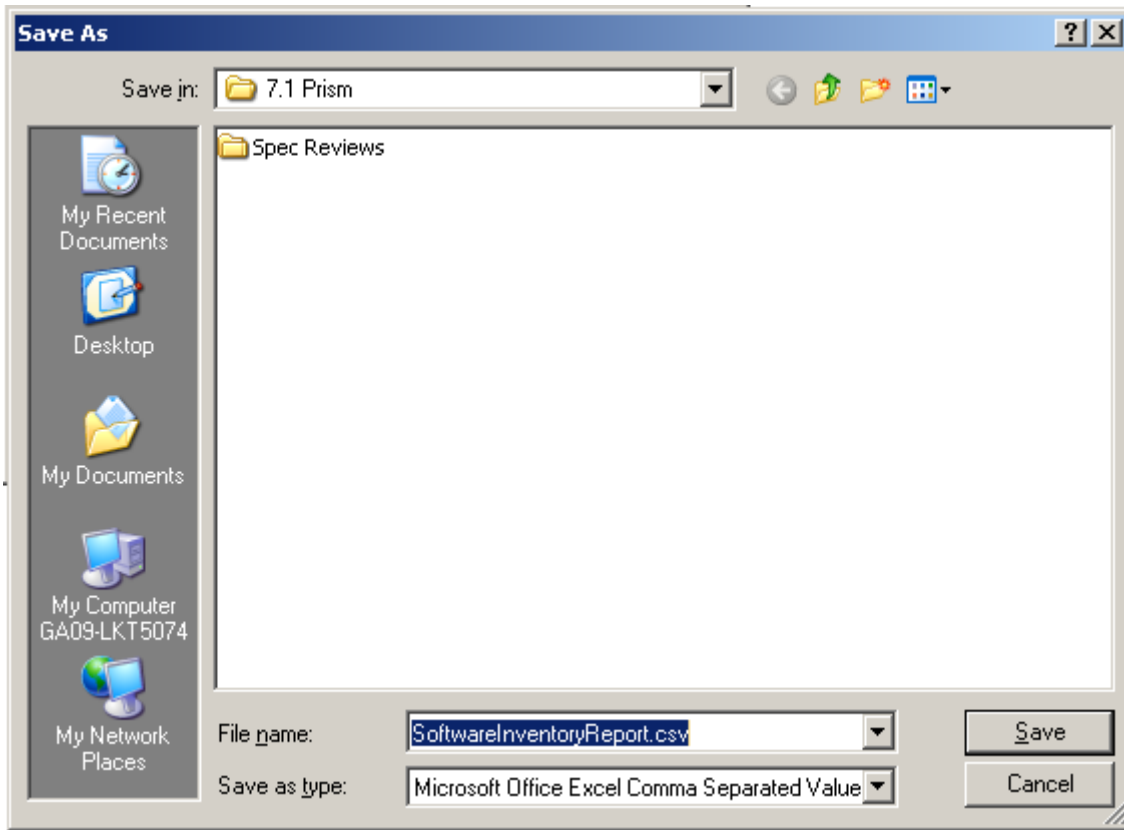 Save As
Save in:
7.1 Prism
Spec Reviews
My Recent
Documents
Desktop
My Documents
My Computer
GA09-LKT5074
My Network
Places
File name:
SoftwareInventoryReport.csv
Save
Save as type:
Microsoft Office Excel Comma Separated Value
Cancel